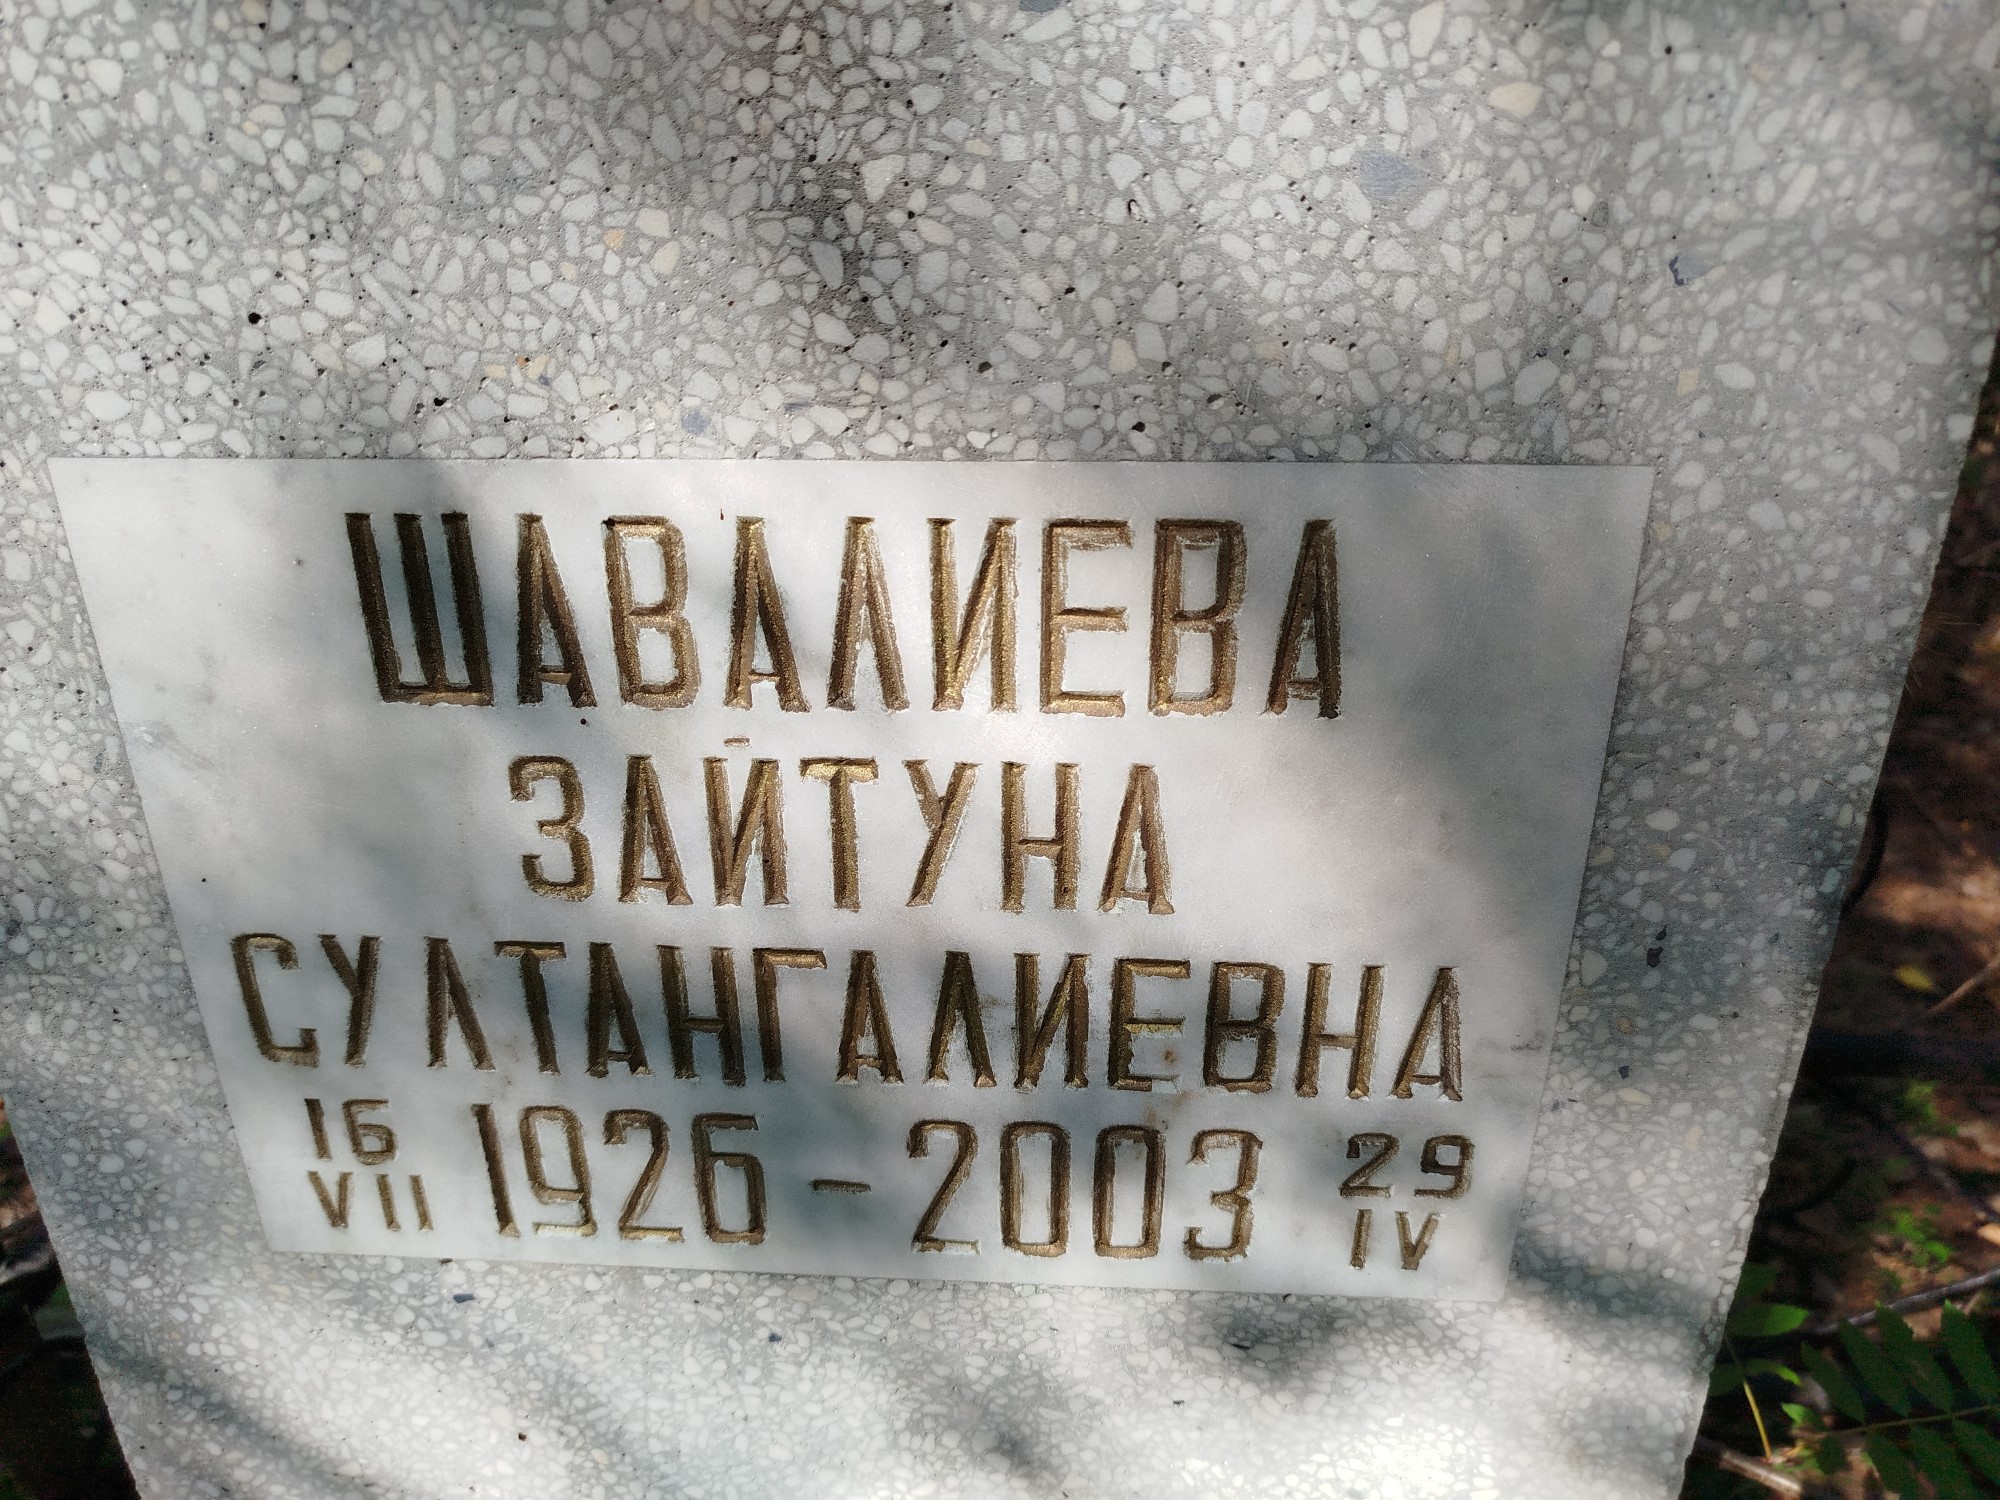 ШАВАЛИЕВА
ЗАЙТУНА
СУЛТАНГАЛИЕВНА
16 VII 1926 - 2003 29 IV